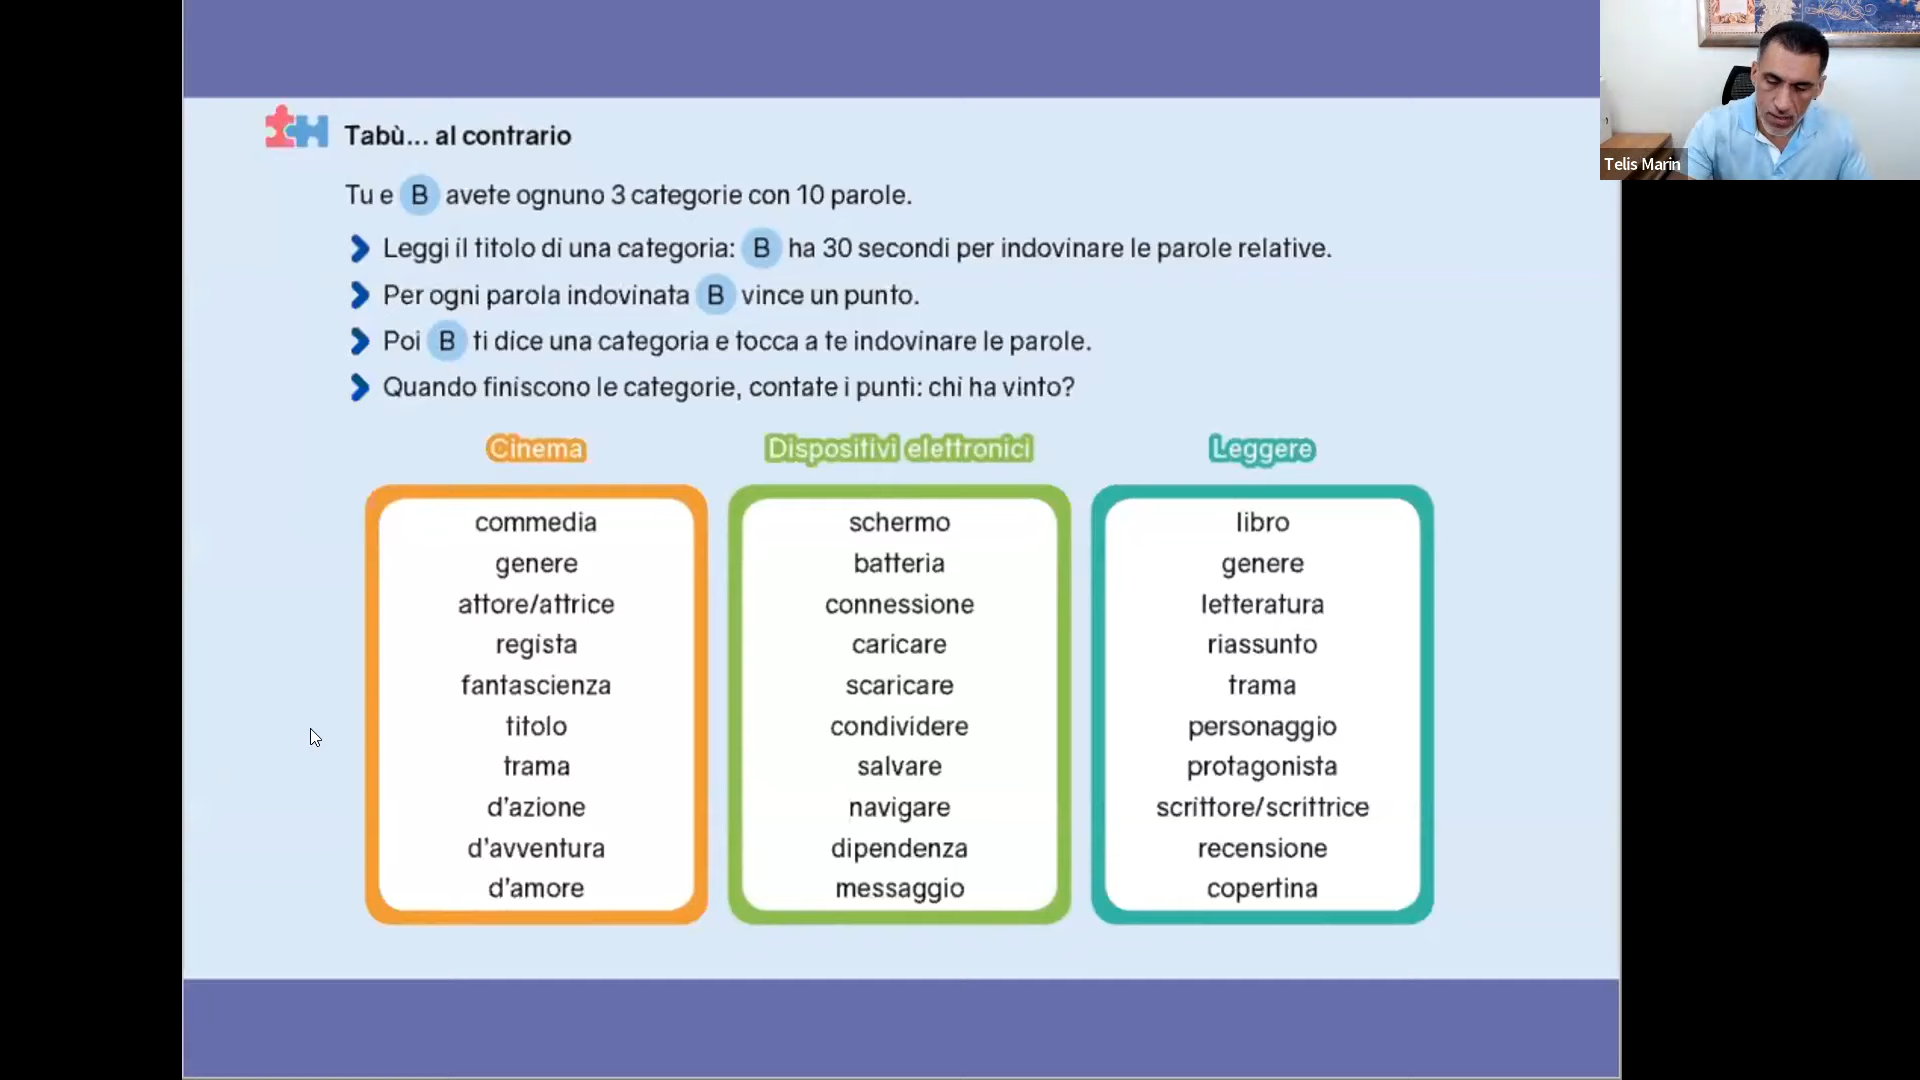 Tabù... al contrario
Tu e B avete ognuno 3 categorie con 10 parole.
Leggi il titolo di una categoria: B ha 30 secondi per indovinare le parole relative.
Per ogni parola indovinata B vince un punto.
Poi B ti dice una categoria e tocca a te indovinare le parole.
Quando finiscono le categorie, contate i punti: chi ha vinto?
Cinema
commedia
genere
attore/attrice
regista
fantascienza
titolo
trama
d'azione
d'avventura
d'amore
Dispositivi elettronici
schermo
batteria
connessione
caricare
scaricare
condividere
salvare
navigare
dipendenza
messaggio
Leggere
libro
genere
letteratura
riassunto
trama
personaggio
protagonista
scrittore/scrittrice
recensione
copertina
Telis Marin